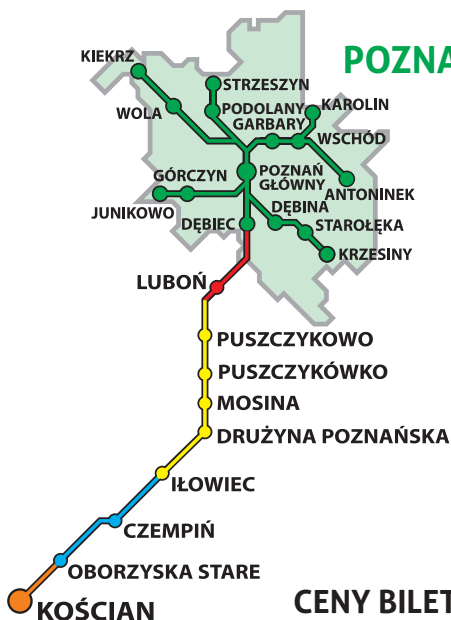 POZNA
KIEKRZ
STRZESZYN
WOLA
PODOLANY
KAROLIN
GARBARY
WSCHÓD
GÓRCZYN
POZNAŃ
GŁÓWNY
ANTONINEK
JUNIKOWO
DĘBINA
DĘBIEC
STAROŁĘKA
KRZESINY
LUBOŃ
PUSZCZYKOWO
PUSZCZYKÓWKO
MOSINA
DRUŻYNA POZNAŃSKA
IŁOWIEC
CZEMPIŃ
OBORZYSKA STARE
KOŚCIAN
CENY BILET